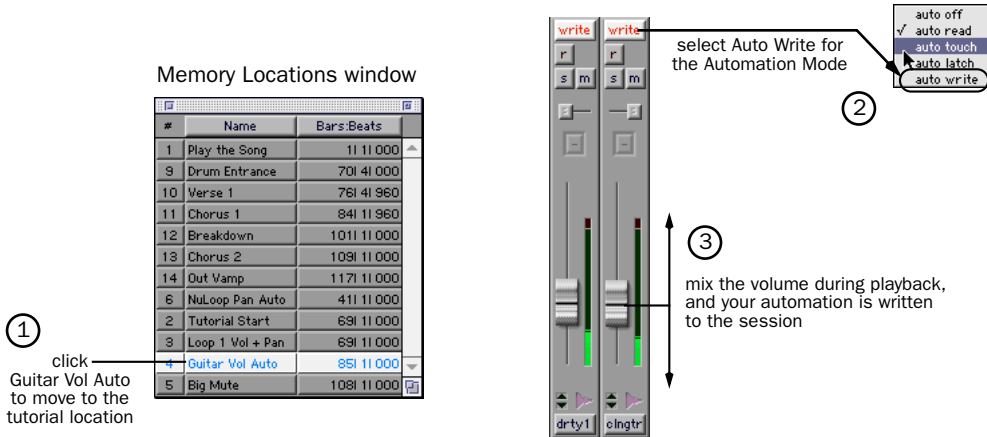 Memory Locations window
# Name Bars:Beats
1 Play the Song 1| 1| 000
9 Drum Entrance 70| 4| 000
10 Verse 1 76| 4| 960
11 Chorus 1 84| 1| 960
12 Breakdown 101| 1| 000
13 Chorus 2 109| 1| 000
14 Out Vamp 117| 1| 000
6 NuLoop Pan Auto 41| 1| 000
2 Tutorial Start 69| 1| 000
3 Loop 1 Vol + Pan 69| 1| 000
4 Guitar Vol Auto 85| 1| 000
5 Big Mute 108| 1| 000
1
click
Guitar Vol Auto
to move to the
tutorial location
write write
r r
s m s m
drty1 clngtr
select Auto Write for
the Automation Mode
auto off
√ auto read
auto touch
auto latch
auto write
2
3
mix the volume during playback,
and your automation is written
to the session